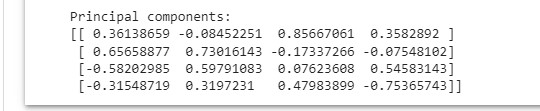 Principal components:
[[ 0.36138659 -0.08452251  0.85667061  0.3582892 ]
 [ 0.65658877  0.73016143 -0.17337266 -0.07548102]
 [-0.58202985  0.59791083  0.07623608  0.54583143]
 [-0.31548719  0.3197231   0.47983899 -0.75365743]]